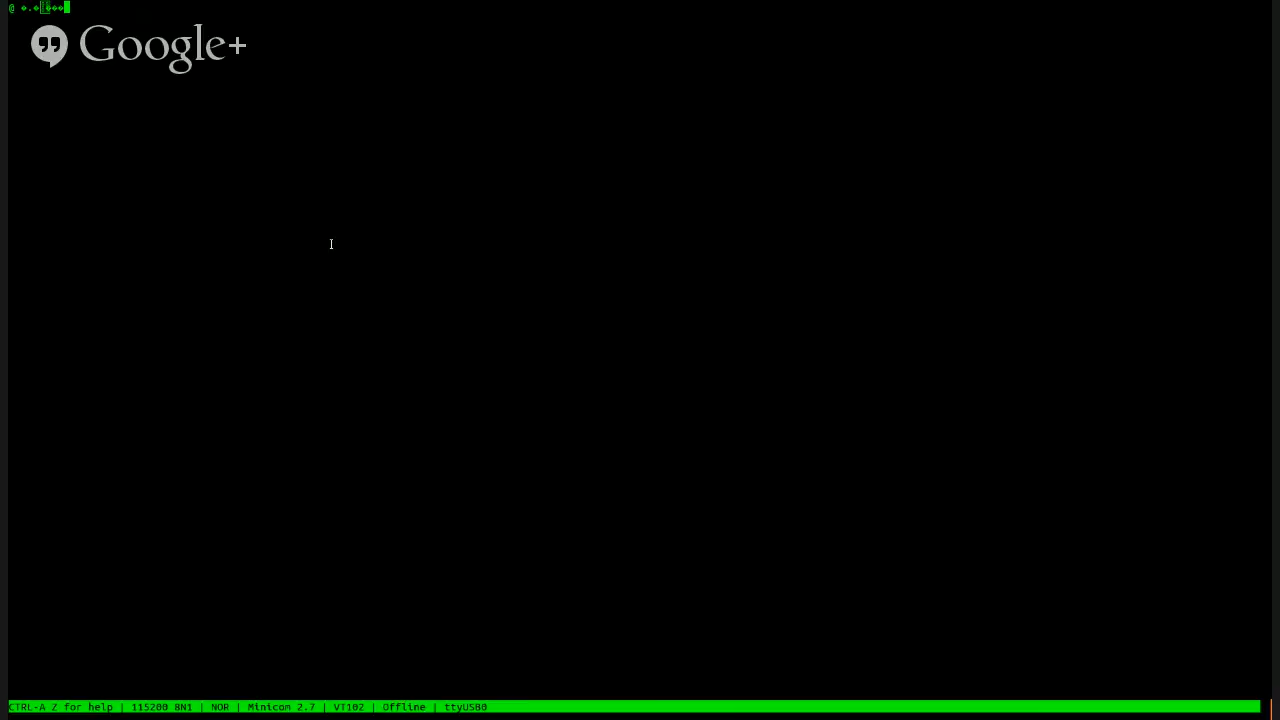 Google+
CTRL-A Z for help | 115200 8N1 | NOR | Minicom 2.7 | VT102 | Offline | ttyUSB0